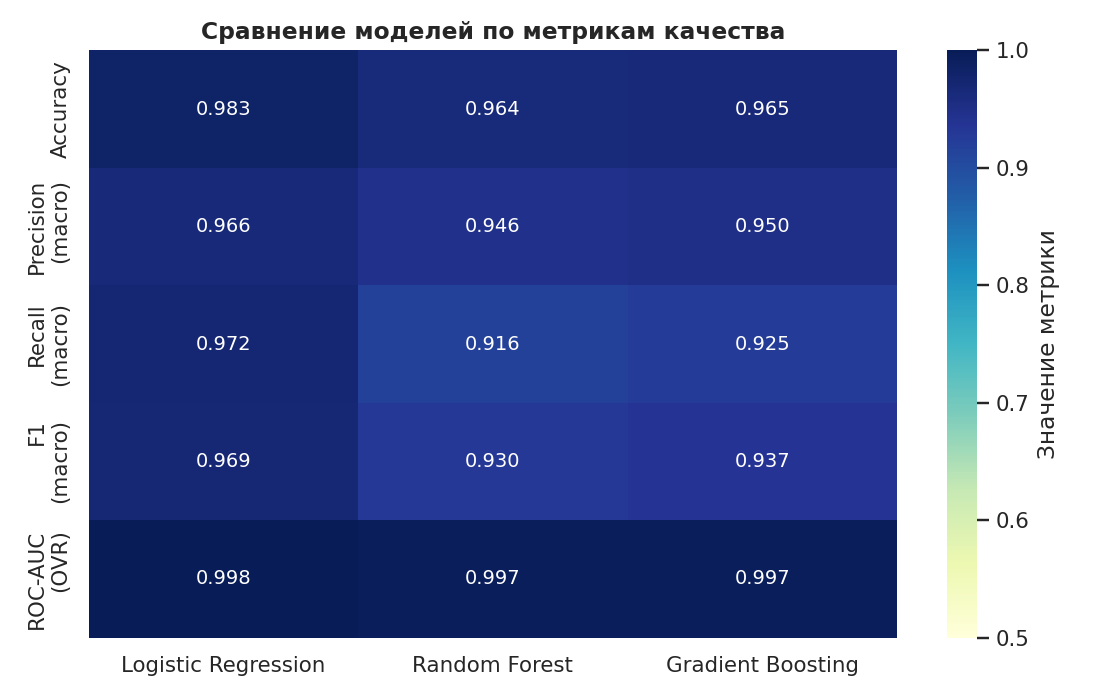 Сравнение моделей по метрикам качества
Accuracy
0.983
0.964
0.965
Precision
(macro)
0.966
0.946
0.950
Recall
(macro)
0.972
0.916
0.925
F1
(macro)
0.969
0.930
0.937
ROC-AUC
(OVR)
0.998
0.997
0.997
Logistic Regression
Random Forest
Gradient Boosting
1.0
0.9
0.8
0.7
0.6
0.5
Значение метрики